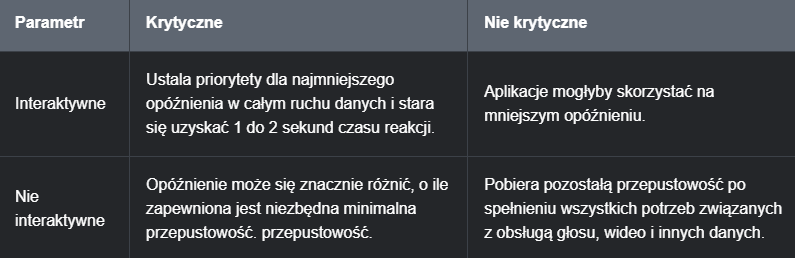 Parametr
Krytyczne
Nie krytyczne
Interaktywne
Ustala priorytety dla najmniejszego
opóźnienia w całym ruchu danych i stara
się uzyskać 1 do 2 sekund czasu reakcji.
Aplikacje mogłyby skorzystać na
mniejszym opóźnieniu.
Nie
interaktywne
Opóźnienie może się znacznie różnić, o ile
zapewniona jest niezbędna minimalna
przepustowość. przepustowość.
Pobiera pozostałą przepustowość po
spełnieniu wszystkich potrzeb związanych
z obsługą głosu, wideo i innych danych.